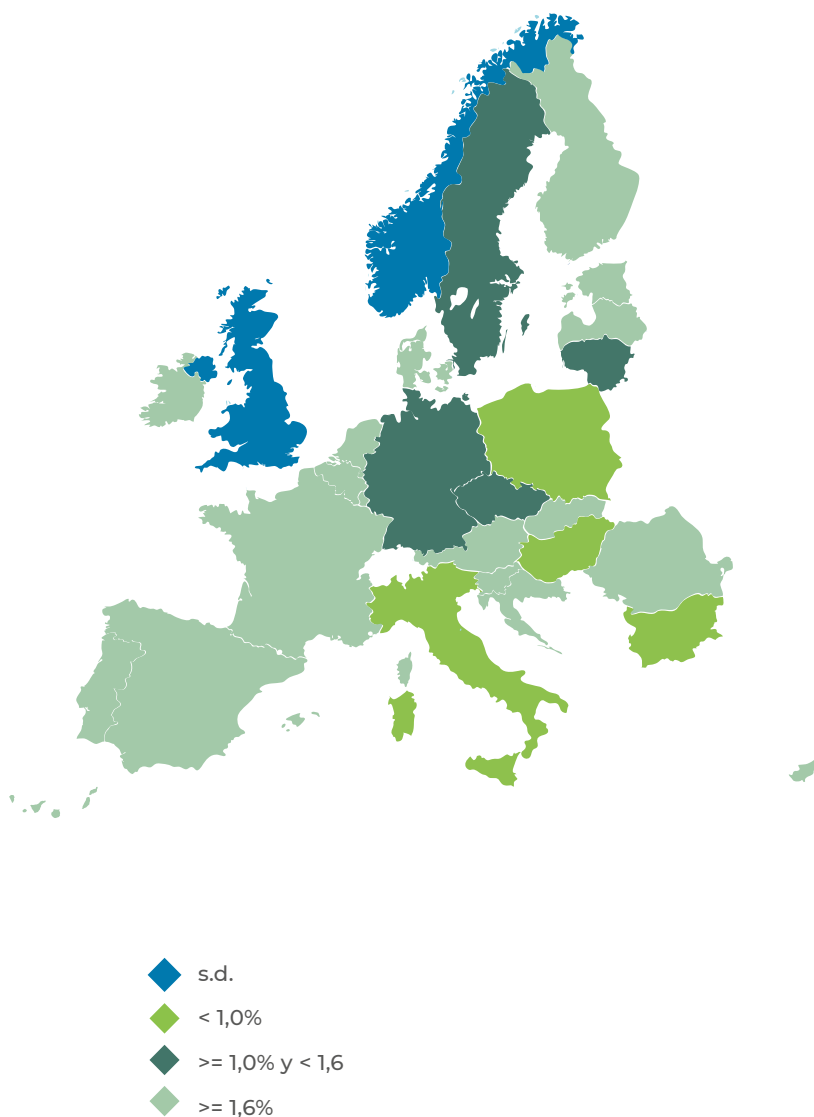 s.d.
< 1,0%
>= 1,0% y < 1,6
>= 1,6%